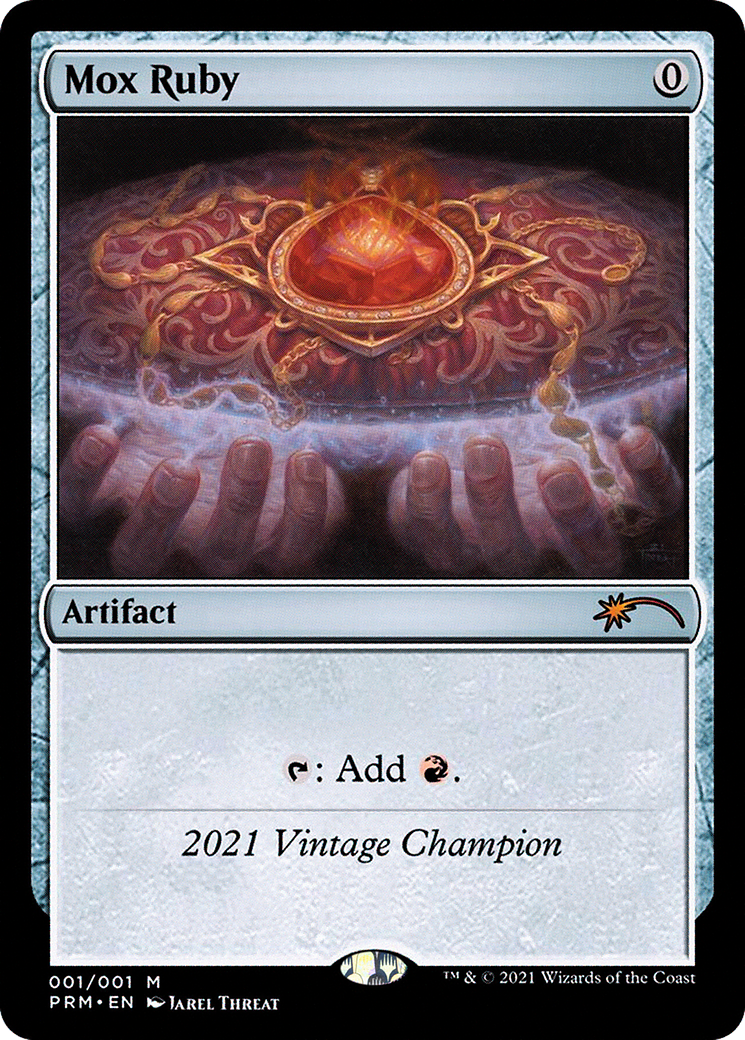 Mox Ruby 0
Artifact
: Add .
2021 Vintage Champion
001/001 M
™ & © 2021 Wizards of the Coast
PRM • EN JAREL THREAT